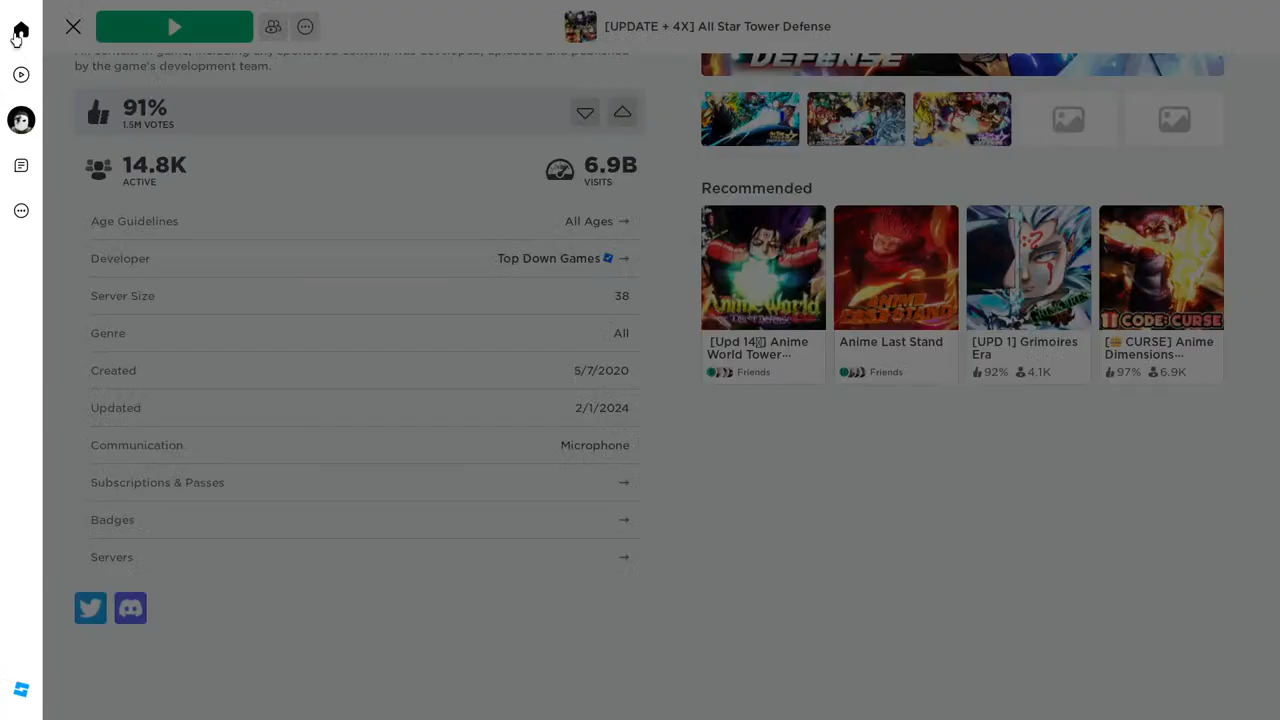 [UPDATE + 4X] All Star Tower Defense
by the game's development team.
DEFENSE
91%
1.5M VOTES
14.8K
ACTIVE
6.9B
VISITS
Age Guidelines
All Ages →
Developer
Top Down Games →
Server Size
38
Genre
All
Created
5/7/2020
Updated
2/1/2024
Communication
Microphone
Subscriptions & Passes →
Badges →
Servers →
Recommended
[Upd 14] Anime
World Tower...
Friends
Anime Last Stand
Friends
[UPD 1] Grimoires
Era
92% 4.1K
CODE: CURSE
[CURSE] Anime
Dimensions...
97% 6.9K